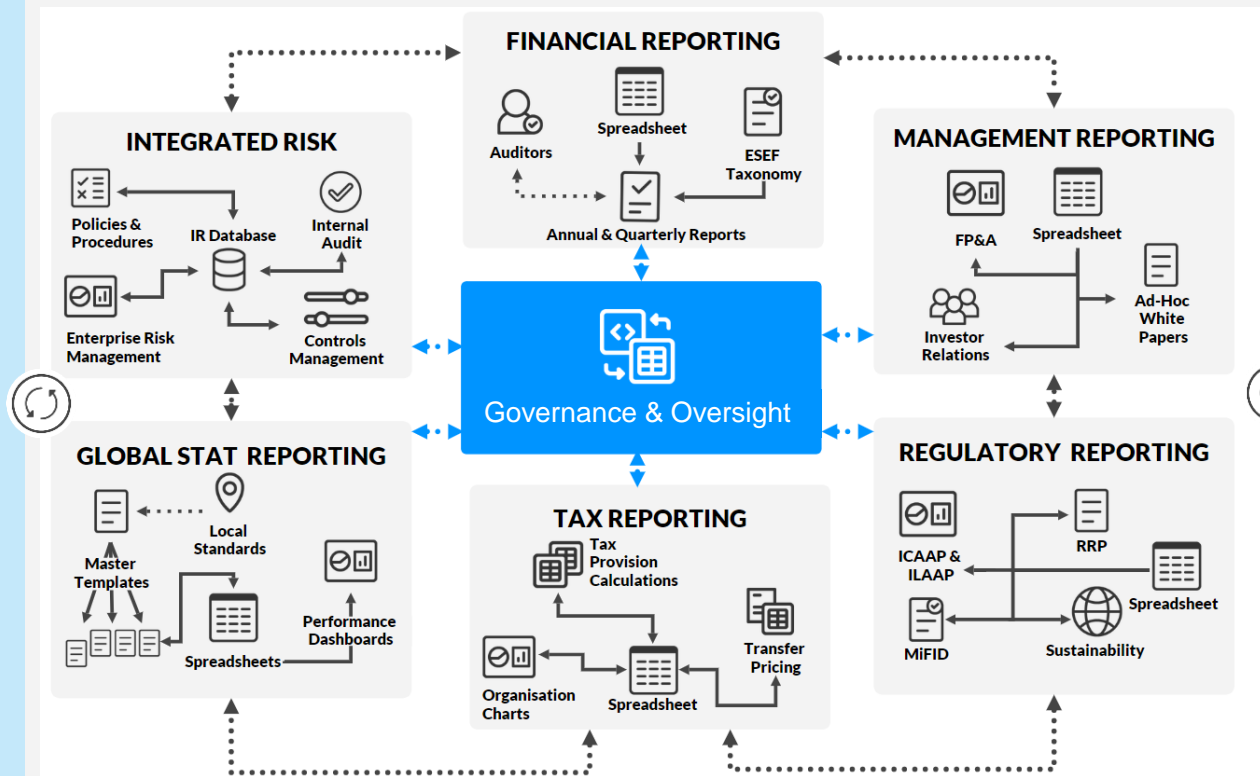 FINANCIAL REPORTING
Auditors
Spreadsheet
ESEF
Taxonomy
Annual & Quarterly Reports
INTEGRATED RISK
Policies &
Procedures
IR Database
Internal
Audit
Enterprise Risk
Management
Controls
Management
MANAGEMENT REPORTING
FP&A
Spreadsheet
Investor
Relations
Ad-Hoc
White
Papers
Governance & Oversight
GLOBAL STAT  REPORTING
Local
Standards
Master
Templates
Spreadsheets
Performance
Dashboards
TAX REPORTING
Tax
Provision
Calculations
Organisation
Charts
Spreadsheet
Transfer
Pricing
REGULATORY  REPORTING
ICAAP &
ILAAP
RRP
Spreadsheet
MiFID
Sustainability